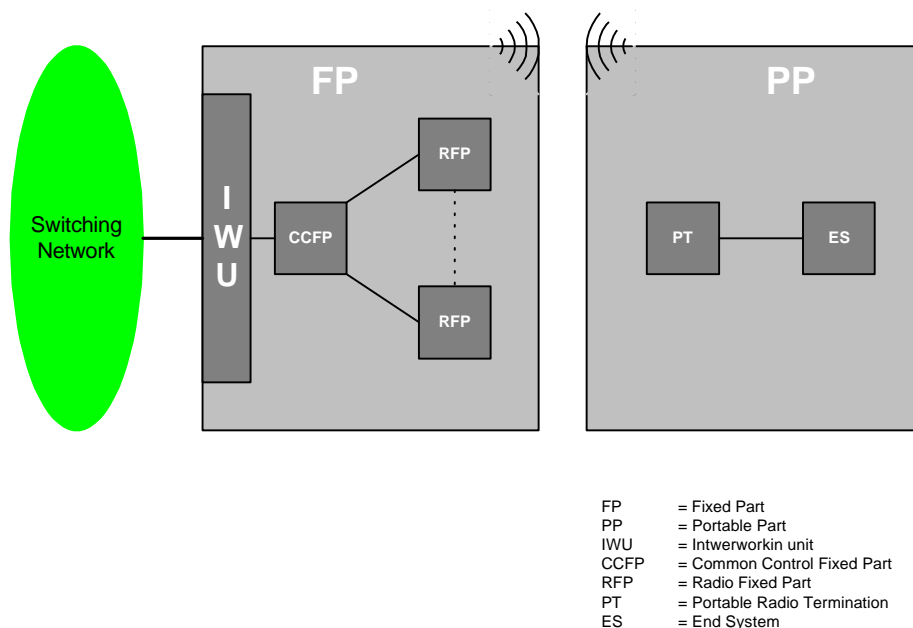 FP
PP
Switching
Network
I
W
U
CCFP
RFP
RFP
PT
ES
FP = Fixed Part
PP = Portable Part
IWU = Intwerworkin unit
CCFP = Common Control Fixed Part
RFP = Radio Fixed Part
PT = Portable Radio Termination
ES = End System